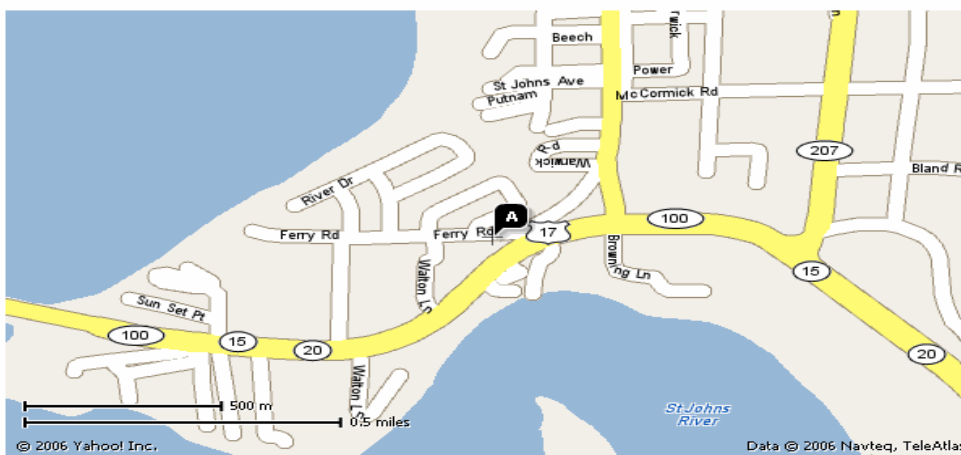 rwick
Beech
Power
St Johns Ave
Putnam
McCormick Rd
Warwick
Rd
207
Bland R
River Dr
A
Ferry Rd
Ferry Rd
17
100
Walton Ln
Browning Ln
15
Sun Set Pt
100
15
20
20
Walton Ln
500 m
0.5 miles
St Johns
River
© 2006 Yahoo! Inc.
Data © 2006 Navteq, TeleAtlas